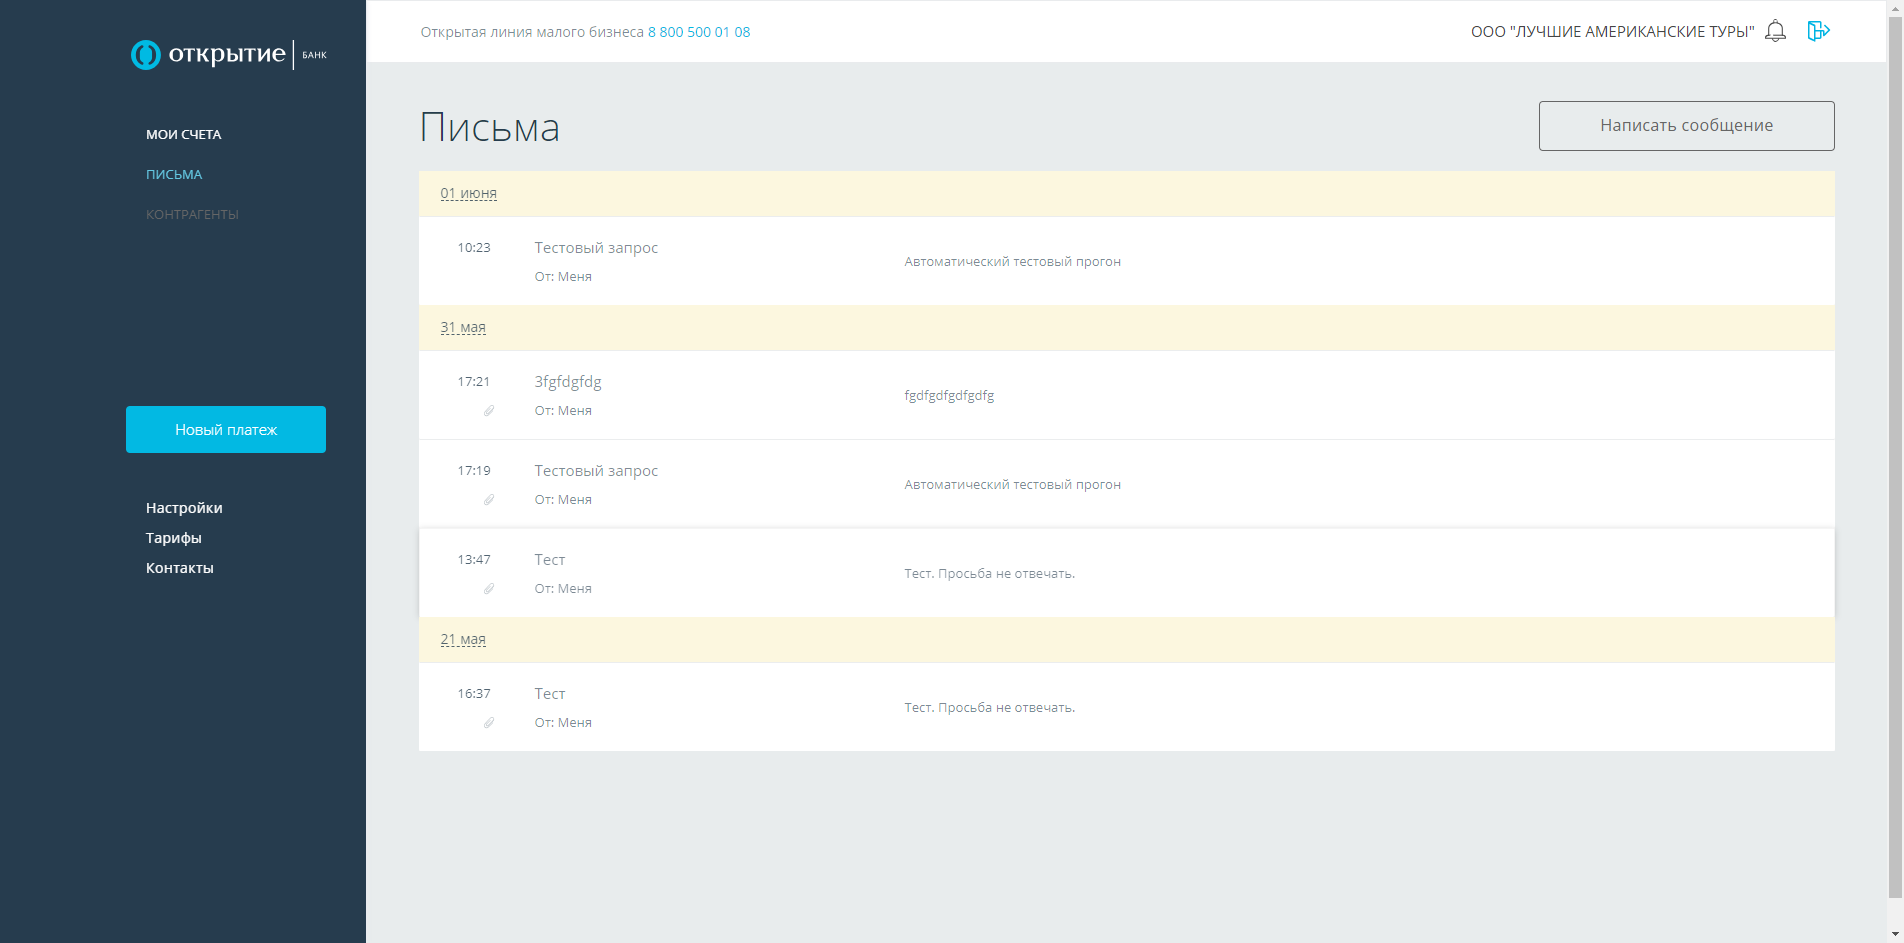 ОТКРЫТИЕ БАНК
МОИ СЧЕТА
ПИСЬМА
КОНТРАГЕНТЫ
Новый платеж
Настройки
Тарифы
Контакты
Открытая линия малого бизнеса 8 800 500 01 08
ООО "ЛУЧШИЕ АМЕРИКАНСКИЕ ТУРЫ"
Письма
Написать сообщение
01 июня
10:23 Тестовый запрос
От: Меня
Автоматический тестовый прогон
31 мая
17:21 3fgfdgfdg
От: Меня
fgdfgdfgdfgdfg
17:19 Тестовый запрос
От: Меня
Автоматический тестовый прогон
13:47 Тест
От: Меня
Тест. Просьба не отвечать.
21 мая
16:37 Тест
От: Меня
Тест. Просьба не отвечать.